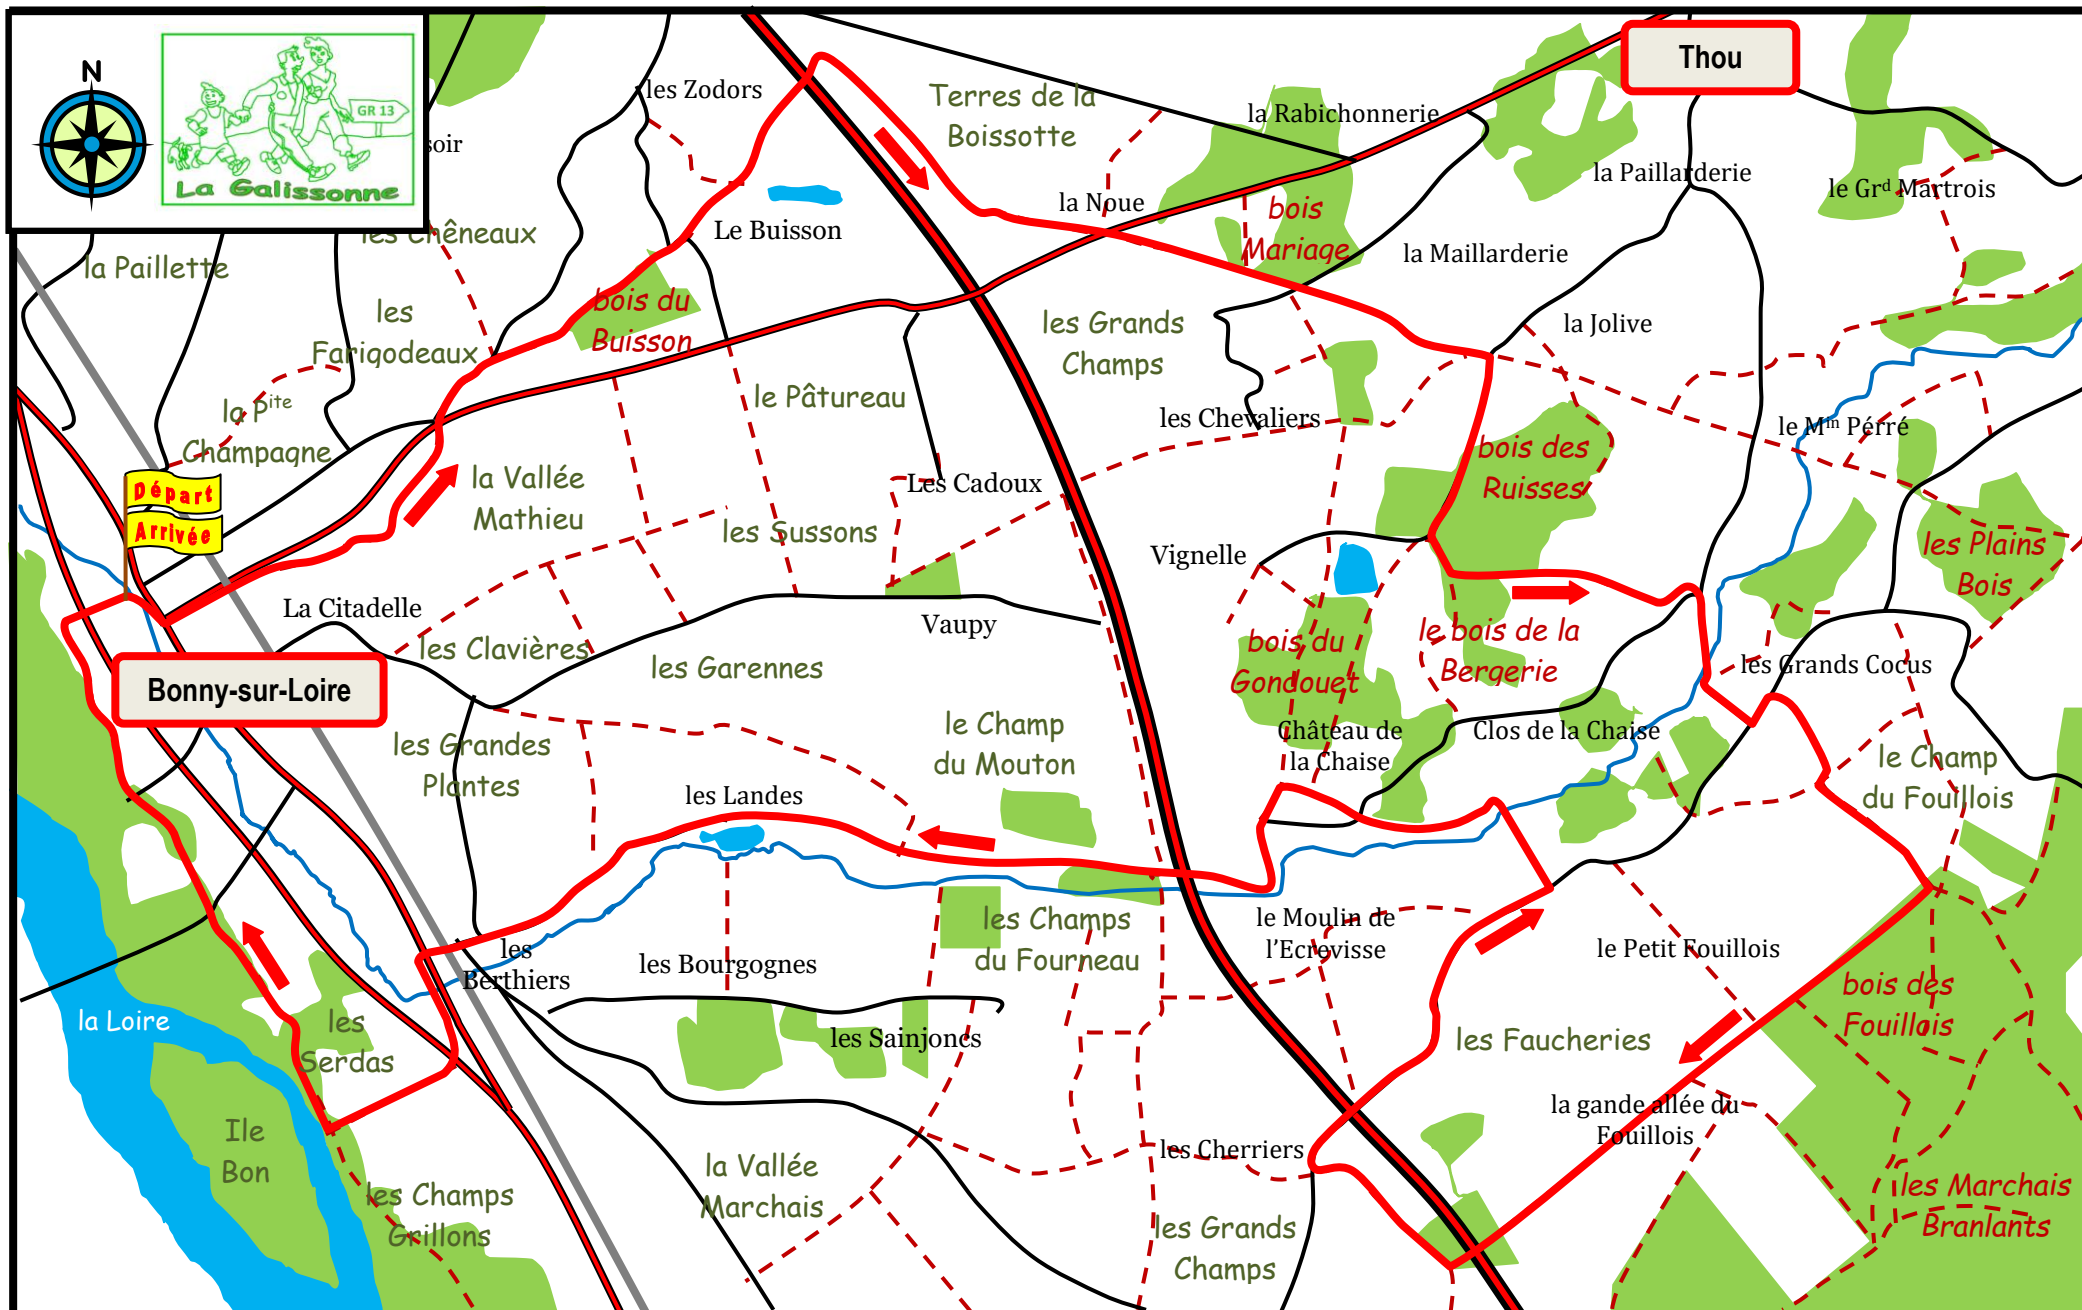 N
GR 13
La Galissonne
Thou
les Zodors
Terres de la
Boissotte
la Rabichonnerie
soir
la Paillarderie
le Grd Martrois
la Noue
bois
Mariage
les Chêneaux
Le Buisson
la Maillarderie
la Paillette
les
Farigodeaux
bois du
Buisson
les Grands
Champs
la Jolive
la Pite
Champagne
le Pâtureau
les Chevaliers
le Min Pérré
bois des
Ruisses
la Vallée
Mathieu
Les Cadoux
Départ
Arrivée
les Sussons
Vignelle
les Plains
Bois
La Citadelle
les Clavières
Vaupy
bois du
Gondouet
le bois de la
Bergerie
les Garennes
les Grands Cocus
Bonny-sur-Loire
les Grandes
Plantes
le Champ
du Mouton
Château de
la Chaise
Clos de la Chaise
le Champ
du Fouillois
les Landes
les Champs
du Fourneau
le Moulin de
l'Ecrevisse
les
Berthiers
les Bourgognes
le Petit Fouillois
bois des
Fouillois
la Loire
les
Serdas
les Sainjoncs
les Faucheries
la gande allée du
Fouillois
Ile
Bon
les Cherriers
la Vallée
Marchais
les Champs
Grillons
les Grands
Champs
les Marchais
Branlants